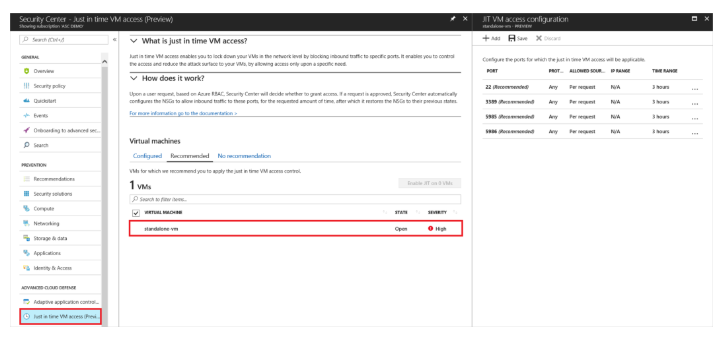 Security Center - Just in time VM access (Preview)
Showing subscription 'ASC DEMO'
Search (Ctrl+/)
GENERAL
Overview
Security policy
Quickstart
Events
Onboarding to advanced sec...
Search
PREVENTION
Recommendations
Security solutions
Compute
Networking
Storage & data
Applications
Identity & Access
ADVANCED CLOUD DEFENSE
Adaptive application control...
Just in time VM access (Previ...
What is just in time VM access?
Just in time VM access enables you to lock down your VMs in the network level by blocking inbound traffic to specific ports. It enables you to control
the access and reduce the attack surface to your VMs, by allowing access only upon a specific need.
How does it work?
Upon a user request, based on Azure RBAC, Security Center will decide whether to grant access. If a request is approved, Security Center automatically
configures the NSGs to allow inbound traffic to these ports, for the requested amount of time, after which it restores the NSGs to their previous states.
For more information go to the documentation >
Virtual machines
Configured Recommended No recommendation
VMs for which we recommend you to apply the just in time VM access control.
1 VMs
Enable JIT on 0 VMs
Search to filter items...
VIRTUAL MACHINE STATE SEVERITY
standalone-vm Open High
JIT VM access configuration
standalone-vm - PREVIEW
Add Save Discard
Configure the ports for which the just in time VM access will be applicable.
PORT PROT... ALLOWED SOUR... IP RANGE TIME RANGE
22 (Recommended) Any Per request N/A 3 hours ...
3389 (Recommended) Any Per request N/A 3 hours ...
5985 (Recommended) Any Per request N/A 3 hours ...
5986 (Recommended) Any Per request N/A 3 hours ...